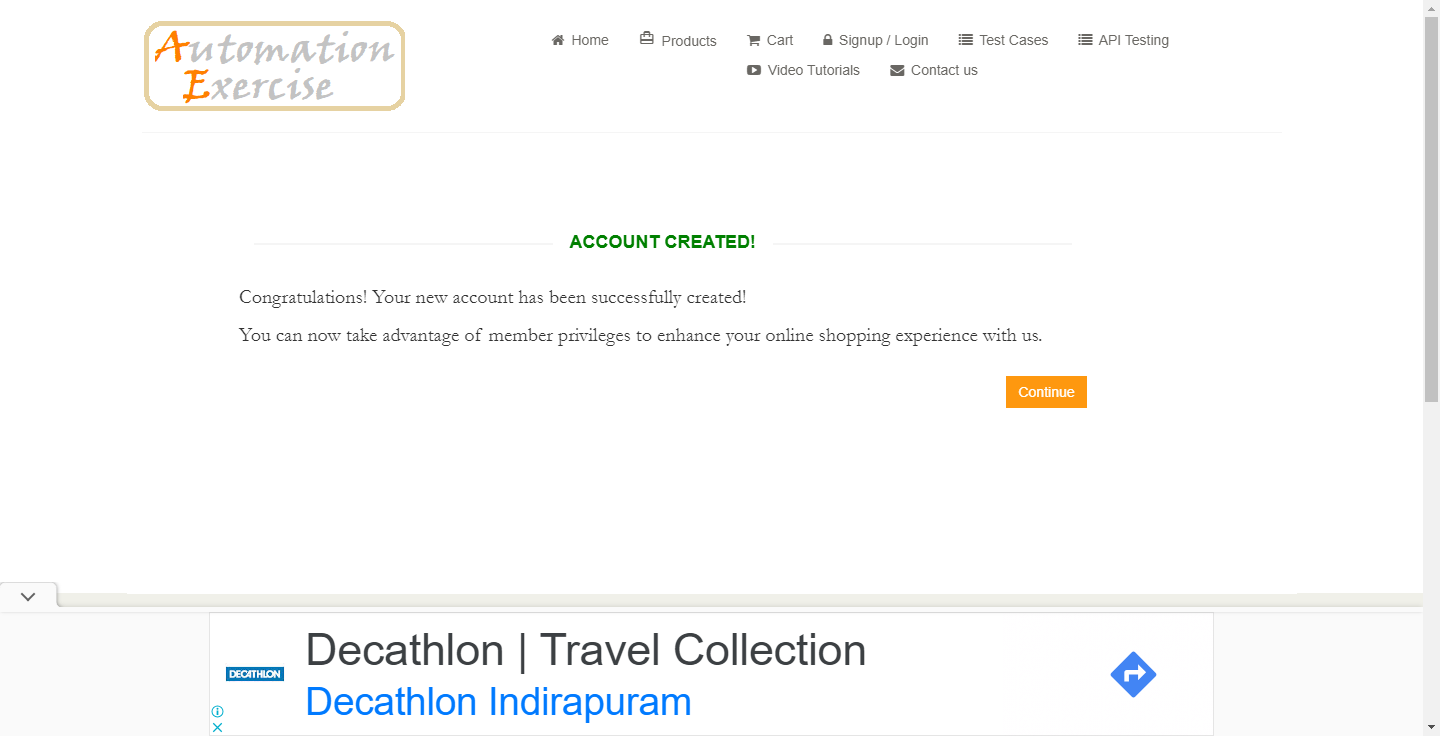 Automation
Exercise
Home
Products
Cart
Signup / Login
Test Cases
API Testing
Video Tutorials
Contact us
ACCOUNT CREATED!
Congratulations! Your new account has been successfully created!
You can now take advantage of member privileges to enhance your online shopping experience with us.
Continue
DECATHLON
Decathlon | Travel Collection
Decathlon Indirapuram